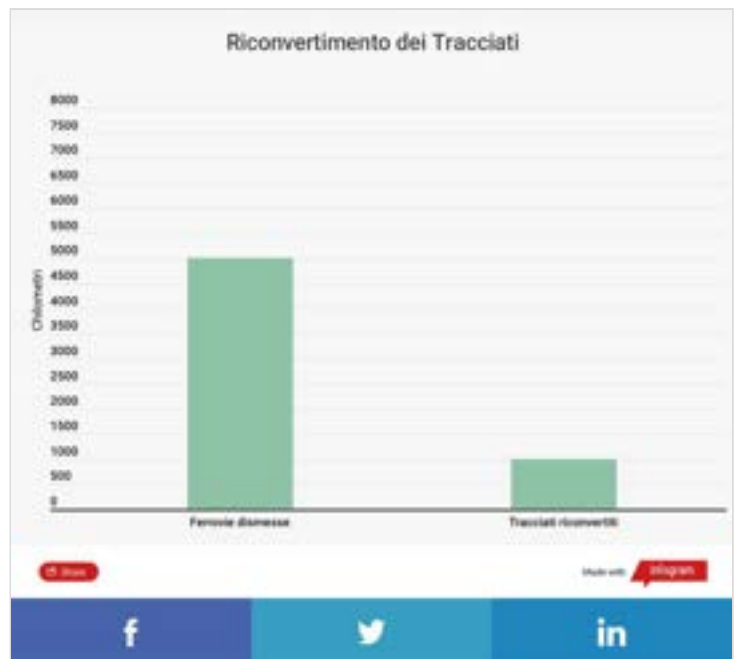 Riconvertimento dei Tracciati
8000
7500
7000
6500
6000
5500
5000
4500
4000
3500
3000
2500
2000
1500
1000
500
0
Chilometri
Ferrovie dismesse
Tracciati riconvertiti
Share
Made with
infogram
f
in